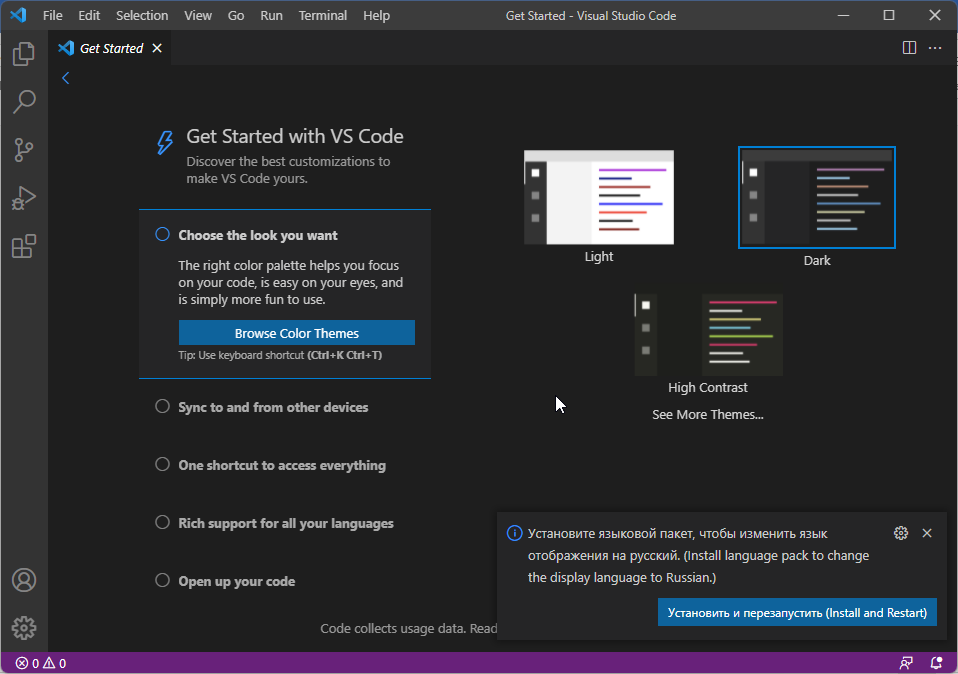 File Edit Selection View Go Run Terminal Help
Get Started - Visual Studio Code
Get Started
Get Started with VS Code
Discover the best customizations to
make VS Code yours.
Choose the look you want
The right color palette helps you focus
on your code, is easy on your eyes, and
is simply more fun to use.
Browse Color Themes
Tip: Use keyboard shortcut (Ctrl+K Ctrl+T)
Sync to and from other devices
One shortcut to access everything
Rich support for all your languages
Open up your code
Light
Dark
High Contrast
See More Themes...
Code collects usage data. Read
Установите языковой пакет, чтобы изменить язык
отображения на русский. (Install language pack to change
the display language to Russian.)
Установить и перезапустить (Install and Restart)
0 0